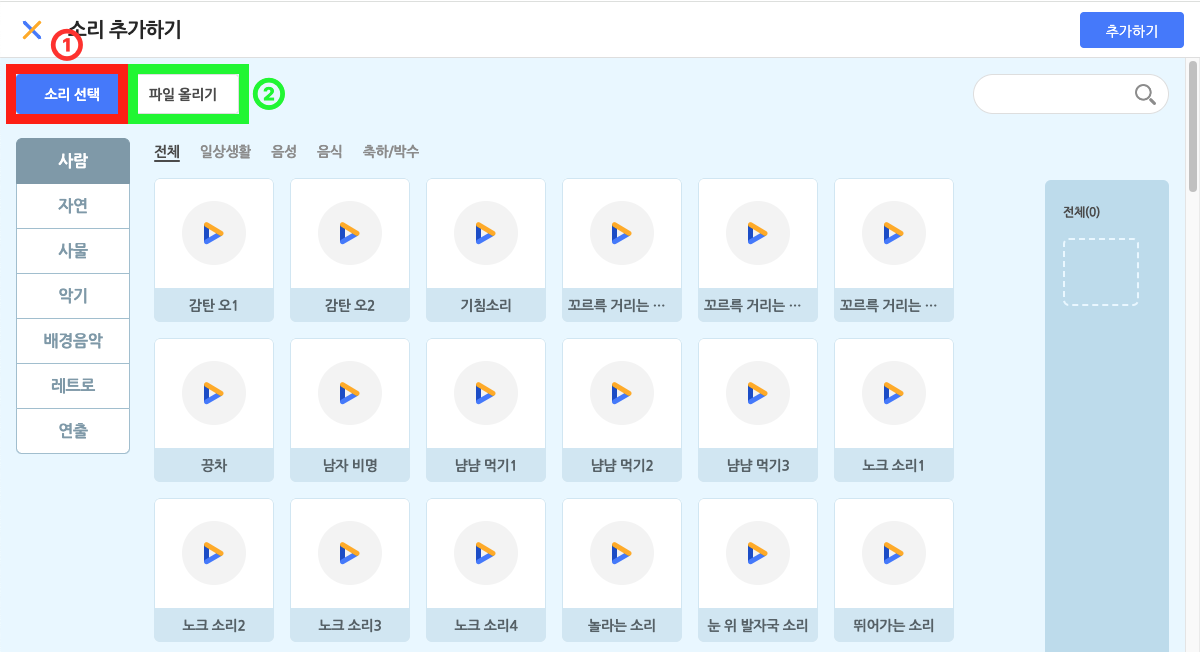 소리 추가하기
추가하기
①
소리 선택
파일 올리기
②
사람
자연
사물
악기
배경음악
레트로
연출
전체 일상생활 음성 음식 축하/박수
감탄 오1 감탄 오2 기침소리 꼬르륵 거리는 … 꼬르륵 거리는 … 꼬르륵 거리는 …
끙차 남자 비명 냠냠 먹기1 냠냠 먹기2 냠냠 먹기3 노크 소리1
노크 소리2 노크 소리3 노크 소리4 놀라는 소리 눈 위 발자국 소리 뛰어가는 소리
전체(0)